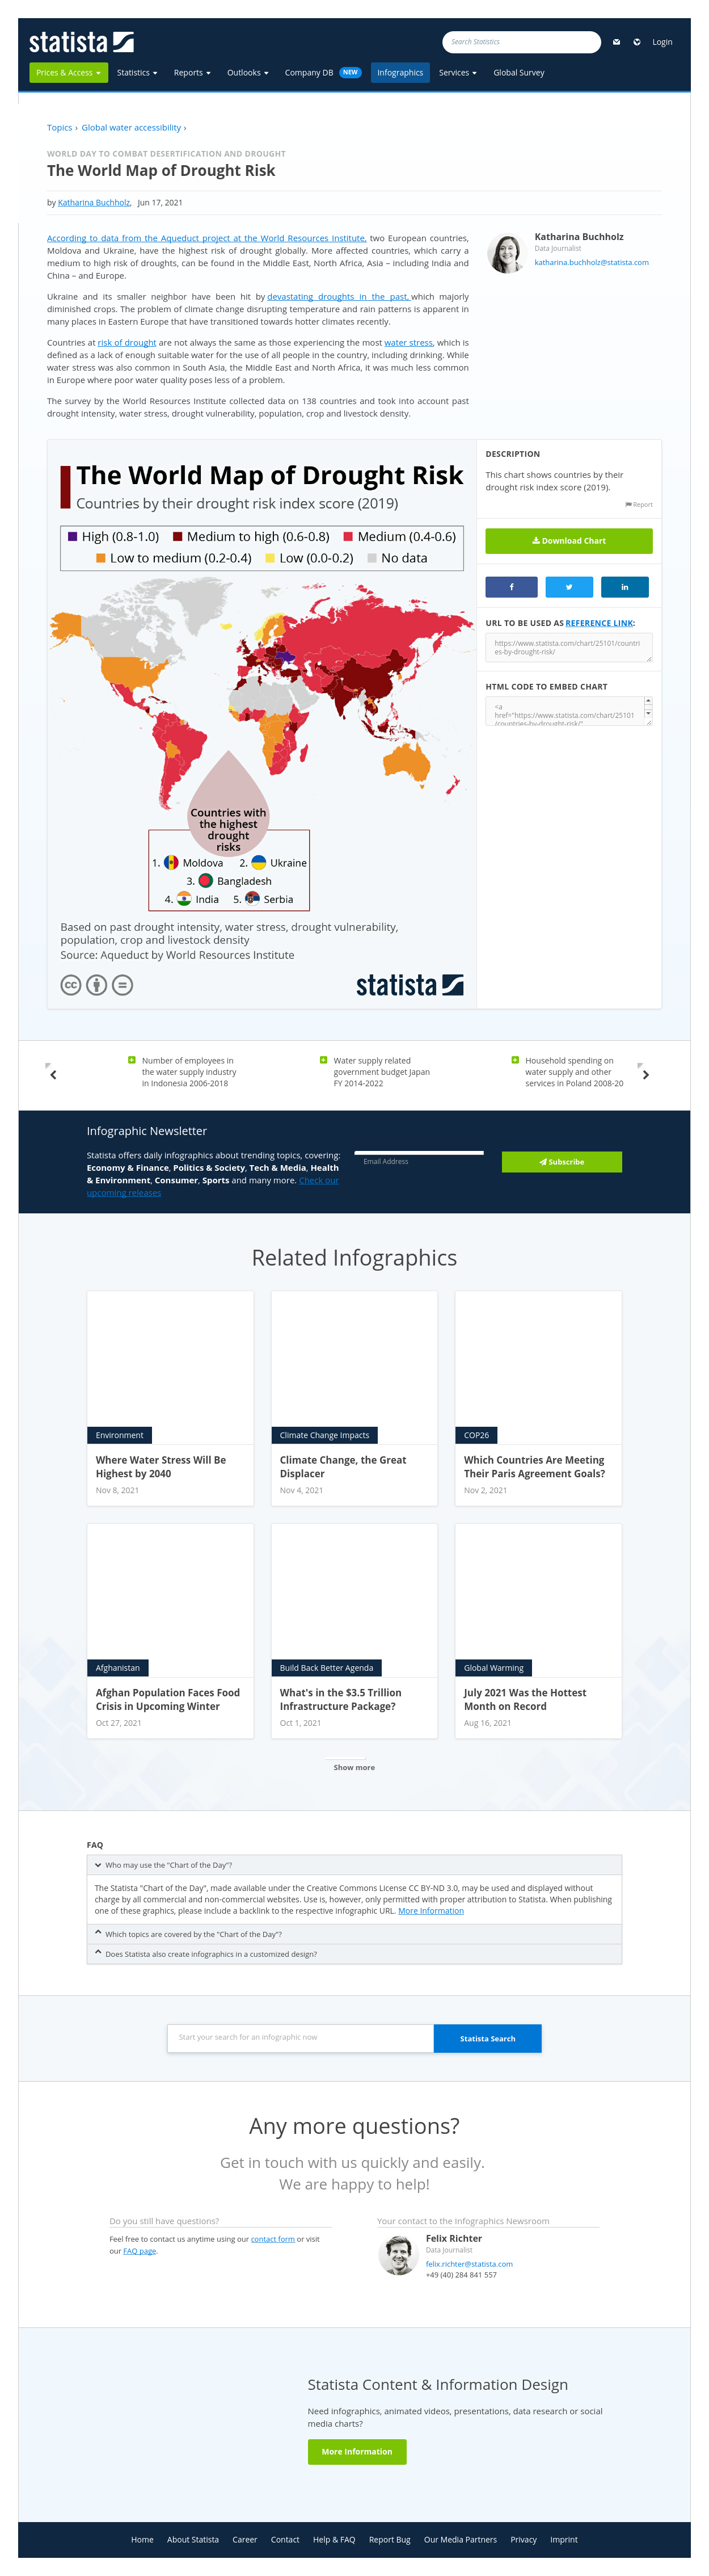 statista
Search Statistics
Login
Prices & Access
Statistics
Reports
Outlooks
Company DB NEW
Infographics
Services
Global Survey
Topics › Global water accessibility ›
WORLD DAY TO COMBAT DESERTIFICATION AND DROUGHT
The World Map of Drought Risk
by Katharina Buchholz, Jun 17, 2021
According to data from the Aqueduct project at the World Resources Institute, two European countries,
Moldova and Ukraine, have the highest risk of drought globally. More affected countries, which carry a
medium to high risk of droughts, can be found in the Middle East, North Africa, Asia – including India and
China – and Europe.
Ukraine and its smaller neighbor have been hit by devastating droughts in the past, which majorly
diminished crops. The problem of climate change disrupting temperature and rain patterns is apparent in
many places in Eastern Europe that have transitioned towards hotter climates recently.
Countries at risk of drought are not always the same as those experiencing the most water stress, which is
defined as a lack of enough suitable water for the use of all people in the country, including drinking. While
water stress was also common in South Asia, the Middle East and North Africa, it was much less common
in Europe where poor water quality poses less of a problem.
The survey by the World Resources Institute collected data on 138 countries and took into account past
drought intensity, water stress, drought vulnerability, population, crop and livestock density.
Katharina Buchholz
Data Journalist
katharina.buchholz@statista.com
The World Map of Drought Risk
Countries by their drought risk index score (2019)
High (0.8-1.0) Medium to high (0.6-0.8) Medium (0.4-0.6)
Low to medium (0.2-0.4) Low (0.0-0.2) No data
Countries with
the highest
drought
risks
1. Moldova 2. Ukraine
3. Bangladesh
4. India 5. Serbia
Based on past drought intensity, water stress, drought vulnerability,
population, crop and livestock density
Source: Aqueduct by World Resources Institute
cc
statista
DESCRIPTION
This chart shows countries by their
drought risk index score (2019).
Report
Download Chart
f
in
URL TO BE USED AS REFERENCE LINK:
https://www.statista.com/chart/25101/countri
es-by-drought-risk/
HTML CODE TO EMBED CHART
<a
href="https://www.statista.com/chart/25101
/countries-by-drought-risk/"
Number of employees in
the water supply industry
in Indonesia 2006-2018
Water supply related
government budget Japan
FY 2014-2022
Household spending on
water supply and other
services in Poland 2008-20
Infographic Newsletter
Statista offers daily infographics about trending topics, covering:
Economy & Finance, Politics & Society, Tech & Media, Health
& Environment, Consumer, Sports and many more. Check our
upcoming releases
Email Address
Subscribe
Related Infographics
Environment
Where Water Stress Will Be
Highest by 2040
Nov 8, 2021
Climate Change Impacts
Climate Change, the Great
Displacer
Nov 4, 2021
COP26
Which Countries Are Meeting
Their Paris Agreement Goals?
Nov 2, 2021
Afghanistan
Afghan Population Faces Food
Crisis in Upcoming Winter
Oct 27, 2021
Build Back Better Agenda
What's in the $3.5 Trillion
Infrastructure Package?
Oct 1, 2021
Global Warming
July 2021 Was the Hottest
Month on Record
Aug 16, 2021
Show more
FAQ
Who may use the "Chart of the Day"?
The Statista "Chart of the Day", made available under the Creative Commons License CC BY-ND 3.0, may be used and displayed without
charge by all commercial and non-commercial websites. Use is, however, only permitted with proper attribution to Statista. When publishing
one of these graphics, please include a backlink to the respective infographic URL. More Information
Which topics are covered by the "Chart of the Day"?
Does Statista also create infographics in a customized design?
Start your search for an infographic now
Statista Search
Any more questions?
Get in touch with us quickly and easily.
We are happy to help!
Do you still have questions?
Feel free to contact us anytime using our contact form or visit
our FAQ page.
Your contact to the Infographics Newsroom
Felix Richter
Data Journalist
felix.richter@statista.com
+49 (40) 284 841 557
Statista Content & Information Design
Need infographics, animated videos, presentations, data research or social
media charts?
More Information
Home About Statista Career Contact Help & FAQ Report Bug Our Media Partners Privacy Imprint